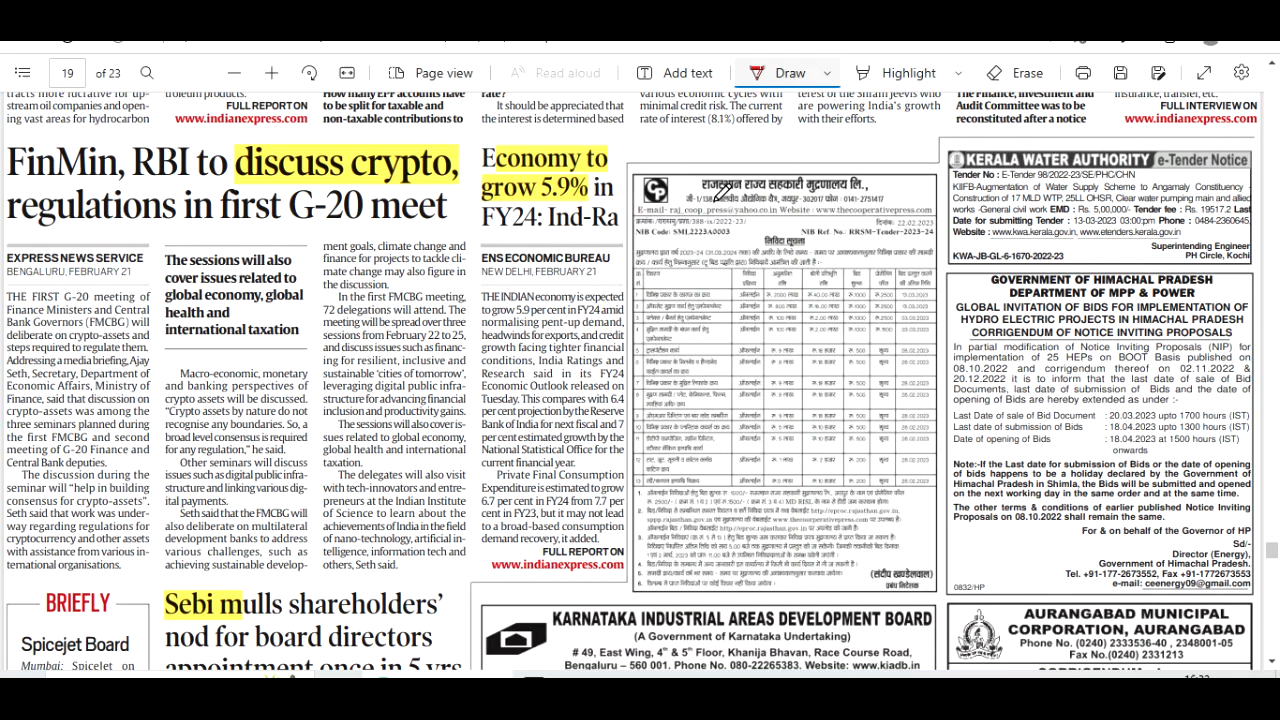 19 of 23
Page view
Read aloud
Add text
Draw
Highlight
Erase
tracts more lucrative for up-
stream oil companies and open-
ing vast areas for hydrocarbon
troleum products.
FULL REPORT ON
www.indianexpress.com
How many EPF accounts have
to be split for taxable and
non-taxable contributions to
rate?
It should be appreciated that
the interest is determined based
various economic cycles with
minimal credit risk. The current
rate of interest (8.1%) offered by
terest of the Shram Jeevis who
are powering India's growth
with their efforts.
The Finance, Investment and
Audit Committee was to be
reconstituted after a notice
insurance, transfer, etc.
FULL INTERVIEW ON
www.indianexpress.com
FinMin, RBI to discuss crypto,
regulations in first G-20 meet
EXPRESS NEWS SERVICE
BENGALURU, FEBRUARY 21
THE FIRST G-20 meeting of
Finance Ministers and Central
Bank Governors (FMCBG) will
deliberate on crypto-assets and
steps required to regulate them.
Addressing a media briefing, Ajay
Seth, Secretary, Department of
Economic Affairs, Ministry of
Finance, said that discussion on
crypto-assets was among the
three seminars planned during
the first FMCBG and second
meeting of G-20 Finance and
Central Bank deputies.
The discussion during the
seminar will "help in building
consensus for crypto-assets".
Seth said that work was under-
way regarding regulations for
cryptocurrency and other assets
with assistance from various in-
ternational organisations.
The sessions will also
cover issues related to
global economy, global
health and
international taxation
Macro-economic, monetary
and banking perspectives of
crypto assets will be discussed.
"Crypto assets by nature do not
recognise any boundaries. So, a
broad level consensus is required
for any regulation," he said.
Other seminars will discuss
issues such as digital public infra-
structure and linking various dig-
ital payments.
Seth said that the FMCBG will
also deliberate on multilateral
development banks to address
various challenges, such as
achieving sustainable develop-
ment goals, climate change and
finance for projects to tackle cli-
mate change may also figure in
the discussion.
In the first FMCBG meeting,
72 delegations will attend. The
meeting will be spread over three
sessions from February 22 to 25,
and discuss issues such as financ-
ing for resilient, inclusive and
sustainable 'cities of tomorrow',
leveraging digital public infra-
structure for advancing financial
inclusion and productivity gains.
The sessions will also cover is-
sues related to global economy,
global health and international
taxation.
The delegates will also visit
with tech-innovators and entre-
preneurs at the Indian Institute
of Science to learn about the
achievements of India in the field
of nano-technology, artificial in-
telligence, information tech and
others, Seth said.
Economy to
grow 5.9% in
FY24: Ind-Ra
ENS ECONOMIC BUREAU
NEW DELHI, FEBRUARY 21
THE INDIAN economy is expected
to grow 5.9 per cent in FY24 amid
normalising pent-up demand,
headwinds for exports, and credit
growth facing tighter financial
conditions, India Ratings and
Research said in its FY24
Economic Outlook released on
Tuesday. This compares with 6.4
per cent projection by the Reserve
Bank of India for next fiscal and 7
per cent estimated growth by the
National Statistical Office for the
current financial year.
Private Final Consumption
Expenditure is estimated to grow
6.7 per cent in FY24 from 7.7 per
cent in FY23, but it may not lead
to a broad-based consumption
demand recovery, it added.
FULL REPORT ON
www.indianexpress.com
BRIEFLY
Spicejet Board
Mumbai: SpiceJet on
Sebi mulls shareholders'
nod for board directors
appointment once in 5 yrs
राजस्थान राज्य सहकारी मुद्रणालय लि.,
E-mail- raj_coop_press@yahoo.co.in Website : www.thecooperativepress.com
दिनांक: 22.02.2023
NIB Code: SML2223A0003 NIB Ref No. RRSM-Tender-2023-24
निविदा सूचना
(संदीप खण्डेलवाल)
प्रबंध निदेशक
KARNATAKA INDUSTRIAL AREAS DEVELOPMENT BOARD
(A Government of Karnataka Undertaking)
# 49, East Wing, 4th & 5th Floor, Khanija Bhavan, Race Course Road,
Bengaluru – 560 001. Phone No. 080-22265383, Website: www.kiadb.in
KERALA WATER AUTHORITY e-Tender Notice
Tender No : E-Tender 98/2022-23/SE/PHC/CHN
KIIFB-Augmentation of Water Supply Scheme to Angamaly Constituency -
Construction of 17 MLD WTP, 25LL OHSR, Clear water pumping main and allied
works -General civil work EMD : Rs. 5,00,000/- Tender fee : Rs. 19517.2 Last
Date for submitting Tender : 13-03-2023 03:00pm Phone : 0484-2360645,
Website : www.kwa.kerala.gov.in, www.etenders.kerala.gov.in
Superintending Engineer
PH Circle, Kochi
KWA-JB-GL-6-1670-2022-23
GOVERNMENT OF HIMACHAL PRADESH
DEPARTMENT OF MPP & POWER
GLOBAL INVITATION OF BIDS FOR IMPLEMENTATION OF
HYDRO ELECTRIC PROJECTS IN HIMACHAL PRADESH
CORRIGENDUM OF NOTICE INVITING PROPOSALS
In partial modification of Notice Inviting Proposals (NIP) for
implementation of 25 HEPs on BOOT Basis published on
08.10.2022 and corrigendum thereof on 02.11.2022 &
20.12.2022 it is to inform that the last date of sale of Bid
Documents, last date of submission of Bids and the date of
opening of Bids are hereby extended as under :-
Last Date of sale of Bid Document : 20.03.2023 upto 1700 hours (IST)
Last Date of submission of Bids : 18.04.2023 upto 1300 hours (IST)
Date of opening of Bids : 18.04.2023 at 1500 hours (IST)
onwards
Note:-If the Last date for submission of Bids or the date of opening
of bids happens to be a holiday declared by the Government of
Himachal Pradesh in Shimla, the Bids will be submitted and opened
on the next working day in the same order and at the same time.
The other terms & conditions of earlier published Notice Inviting
Proposals on 08.10.2022 shall remain the same.
For & on behalf of the Governor of HP
Sd/-
Director (Energy),
Government of Himachal Pradesh.
Tel. +91-177-2673552, Fax +91-1772673553
e-mail: ceenergy09@gmail.com
0832/HP
AURANGABAD MUNICIPAL
CORPORATION, AURANGABAD
Phone No. (0240) 2333536-40 , 2348001-05
Fax No.(0240) 2331213